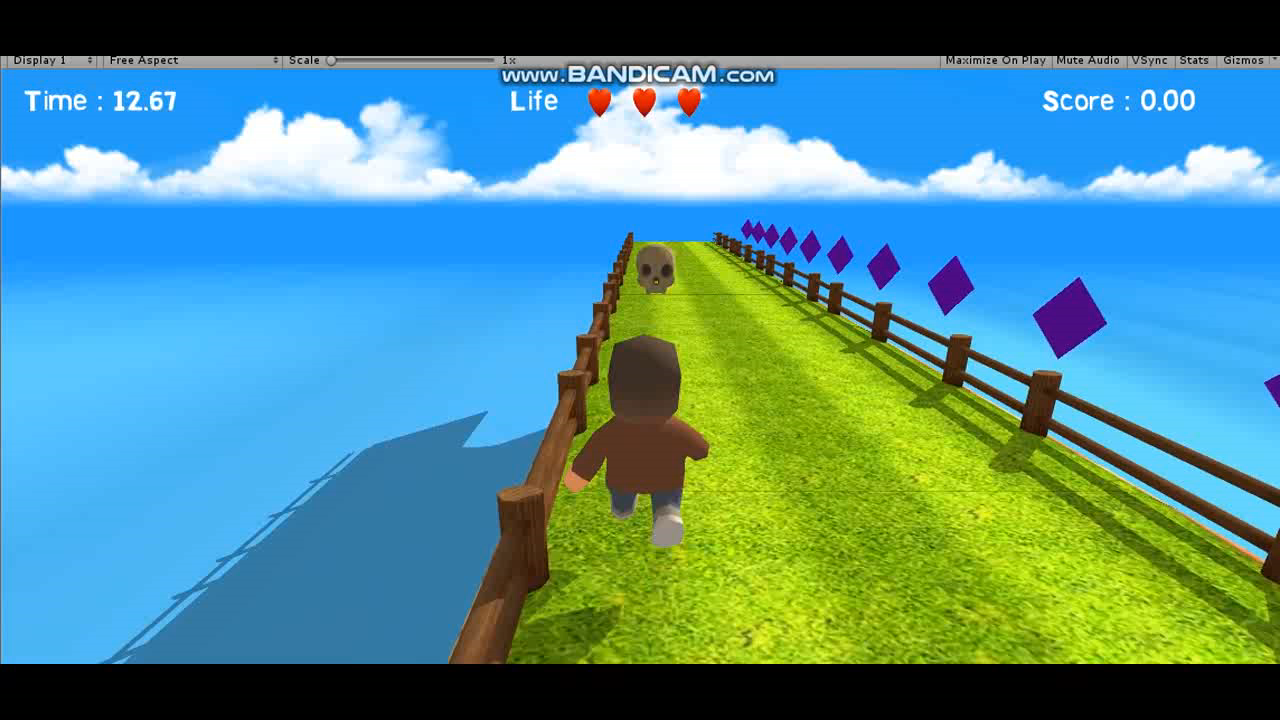 Display 1 Free Aspect Scale 1x Maximize On Play Mute Audio VSync Stats Gizmos
www.BANDICAM.com
Time : 12.67 Life Score : 0.00